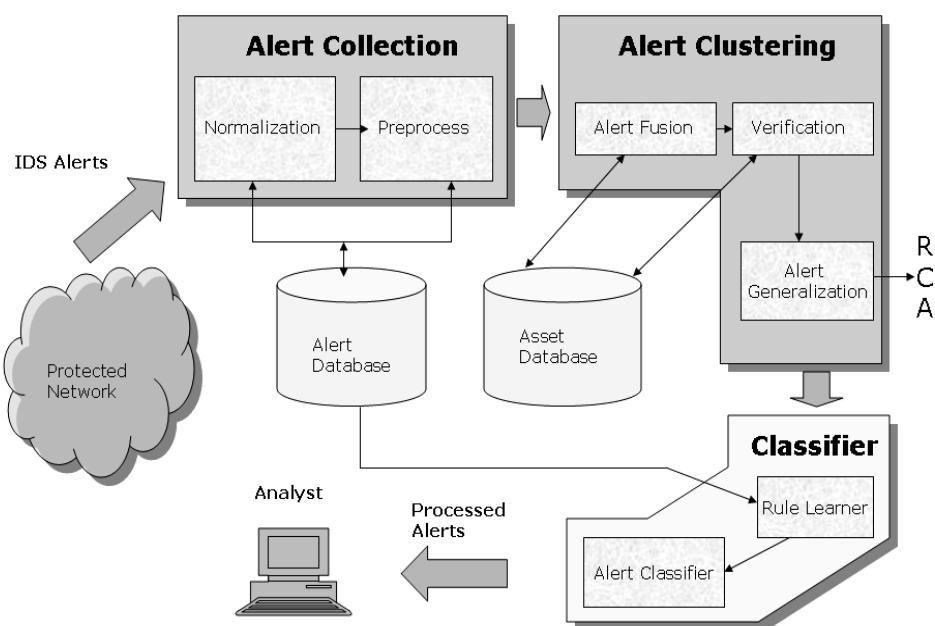 Alert Collection
Alert Clustering
Normalization
Preprocess
Alert Fusion
Verification
IDS Alerts
Alert
Generalization
R
C
A
Protected
Network
Alert
Database
Asset
Database
Classifier
Rule Learner
Alert Classifier
Analyst
Processed
Alerts